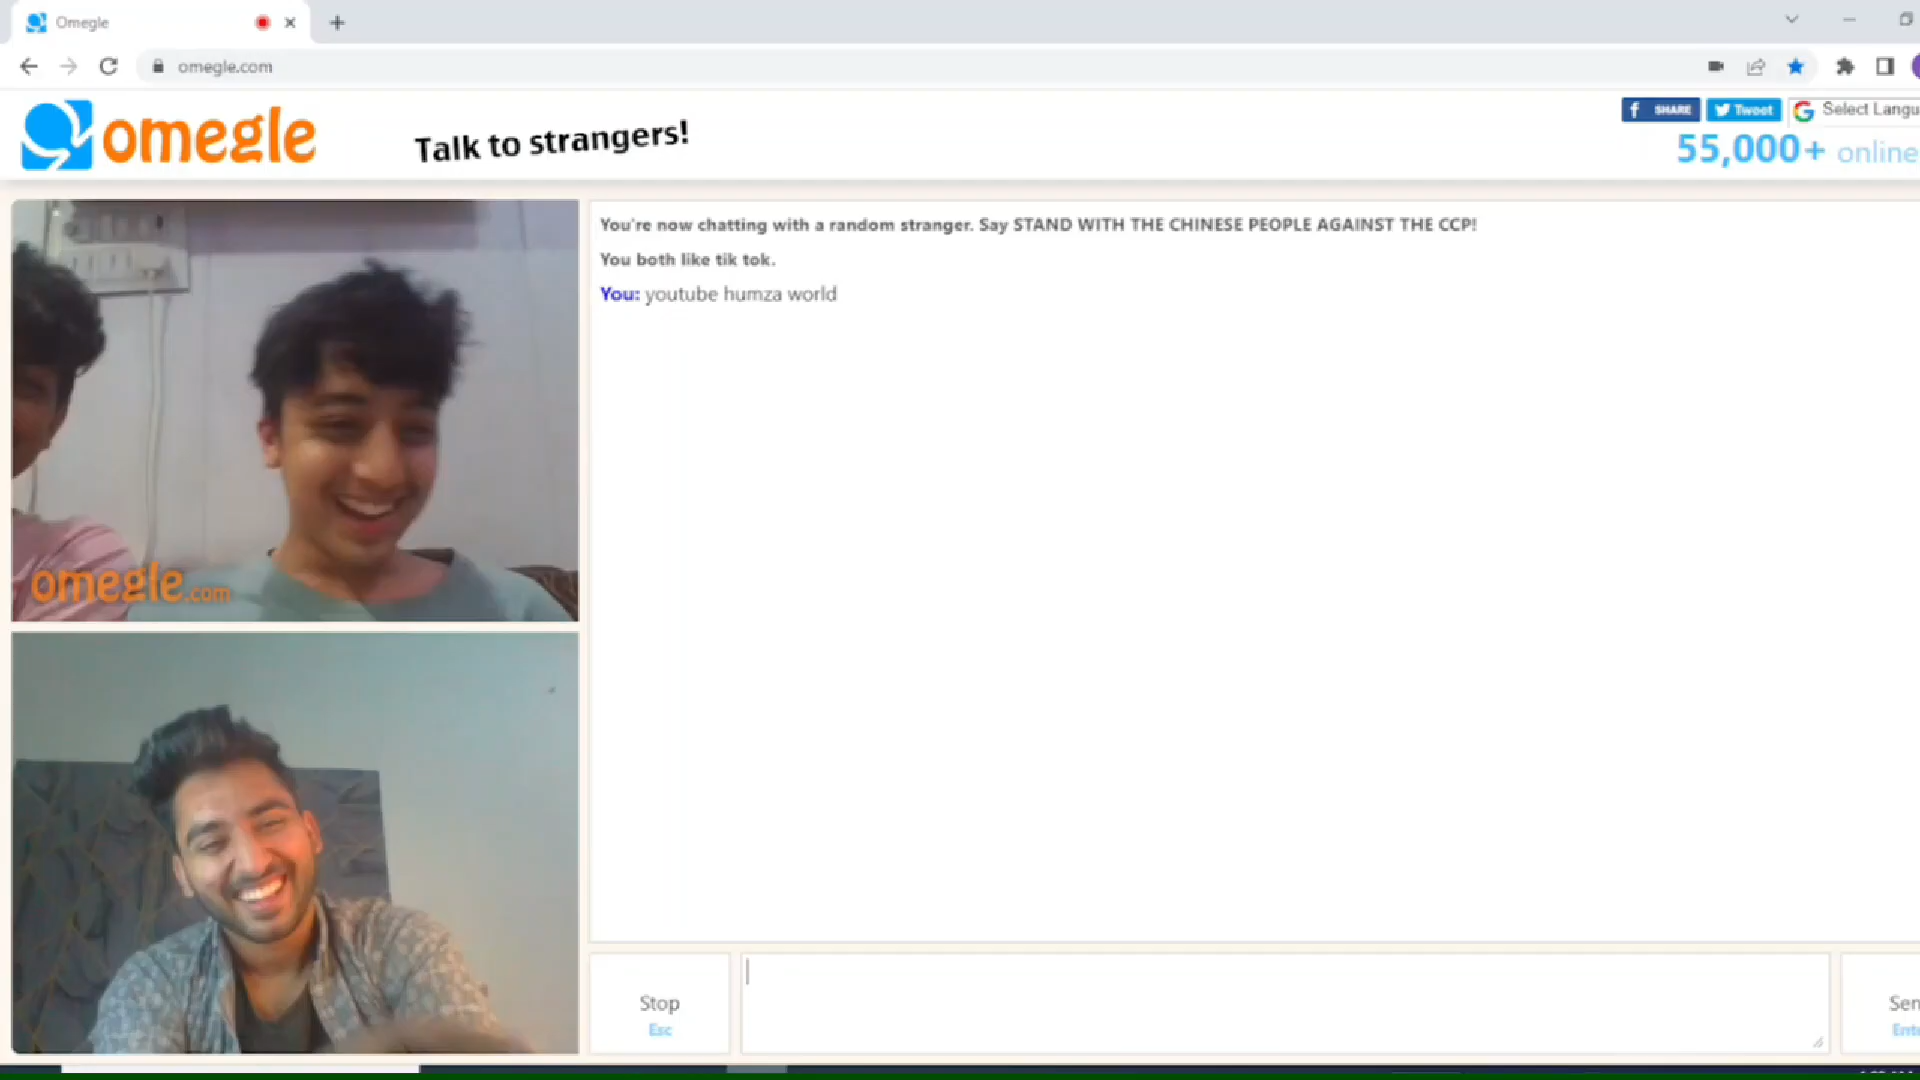 Omegle
omegle.com
omegle
Talk to strangers!
SHARE
Tweet
55,000+ online
You're now chatting with a random stranger. Say STAND WITH THE CHINESE PEOPLE AGAINST THE CCP!
You both like tik tok.
You: youtube humza world
omegle.com
Stop
Esc